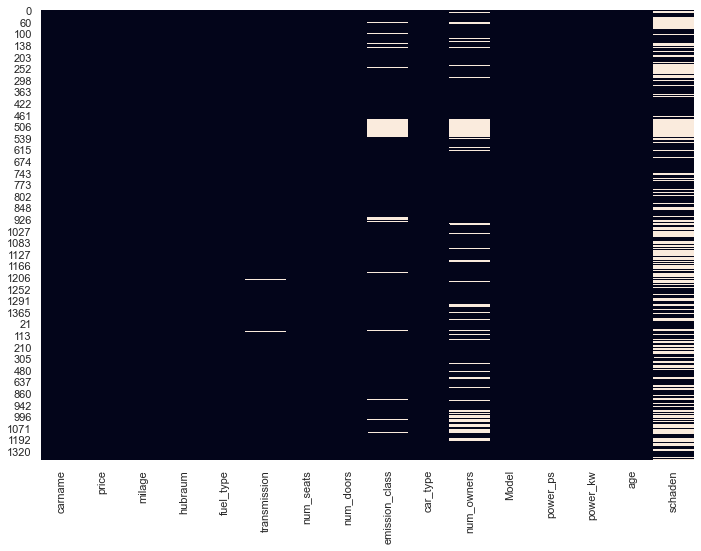 0
60
100
138
203
252
298
363
422
461
506
539
615
674
743
773
802
848
926
1027
1083
1127
1166
1206
1252
1291
1365
21
113
210
305
480
637
860
942
996
1071
1192
1320
carname
price
milage
hubraum
fuel_type
transmission
num_seats
num_doors
emission_class
car_type
num_owners
Model
power_ps
power_kw
age
schaden